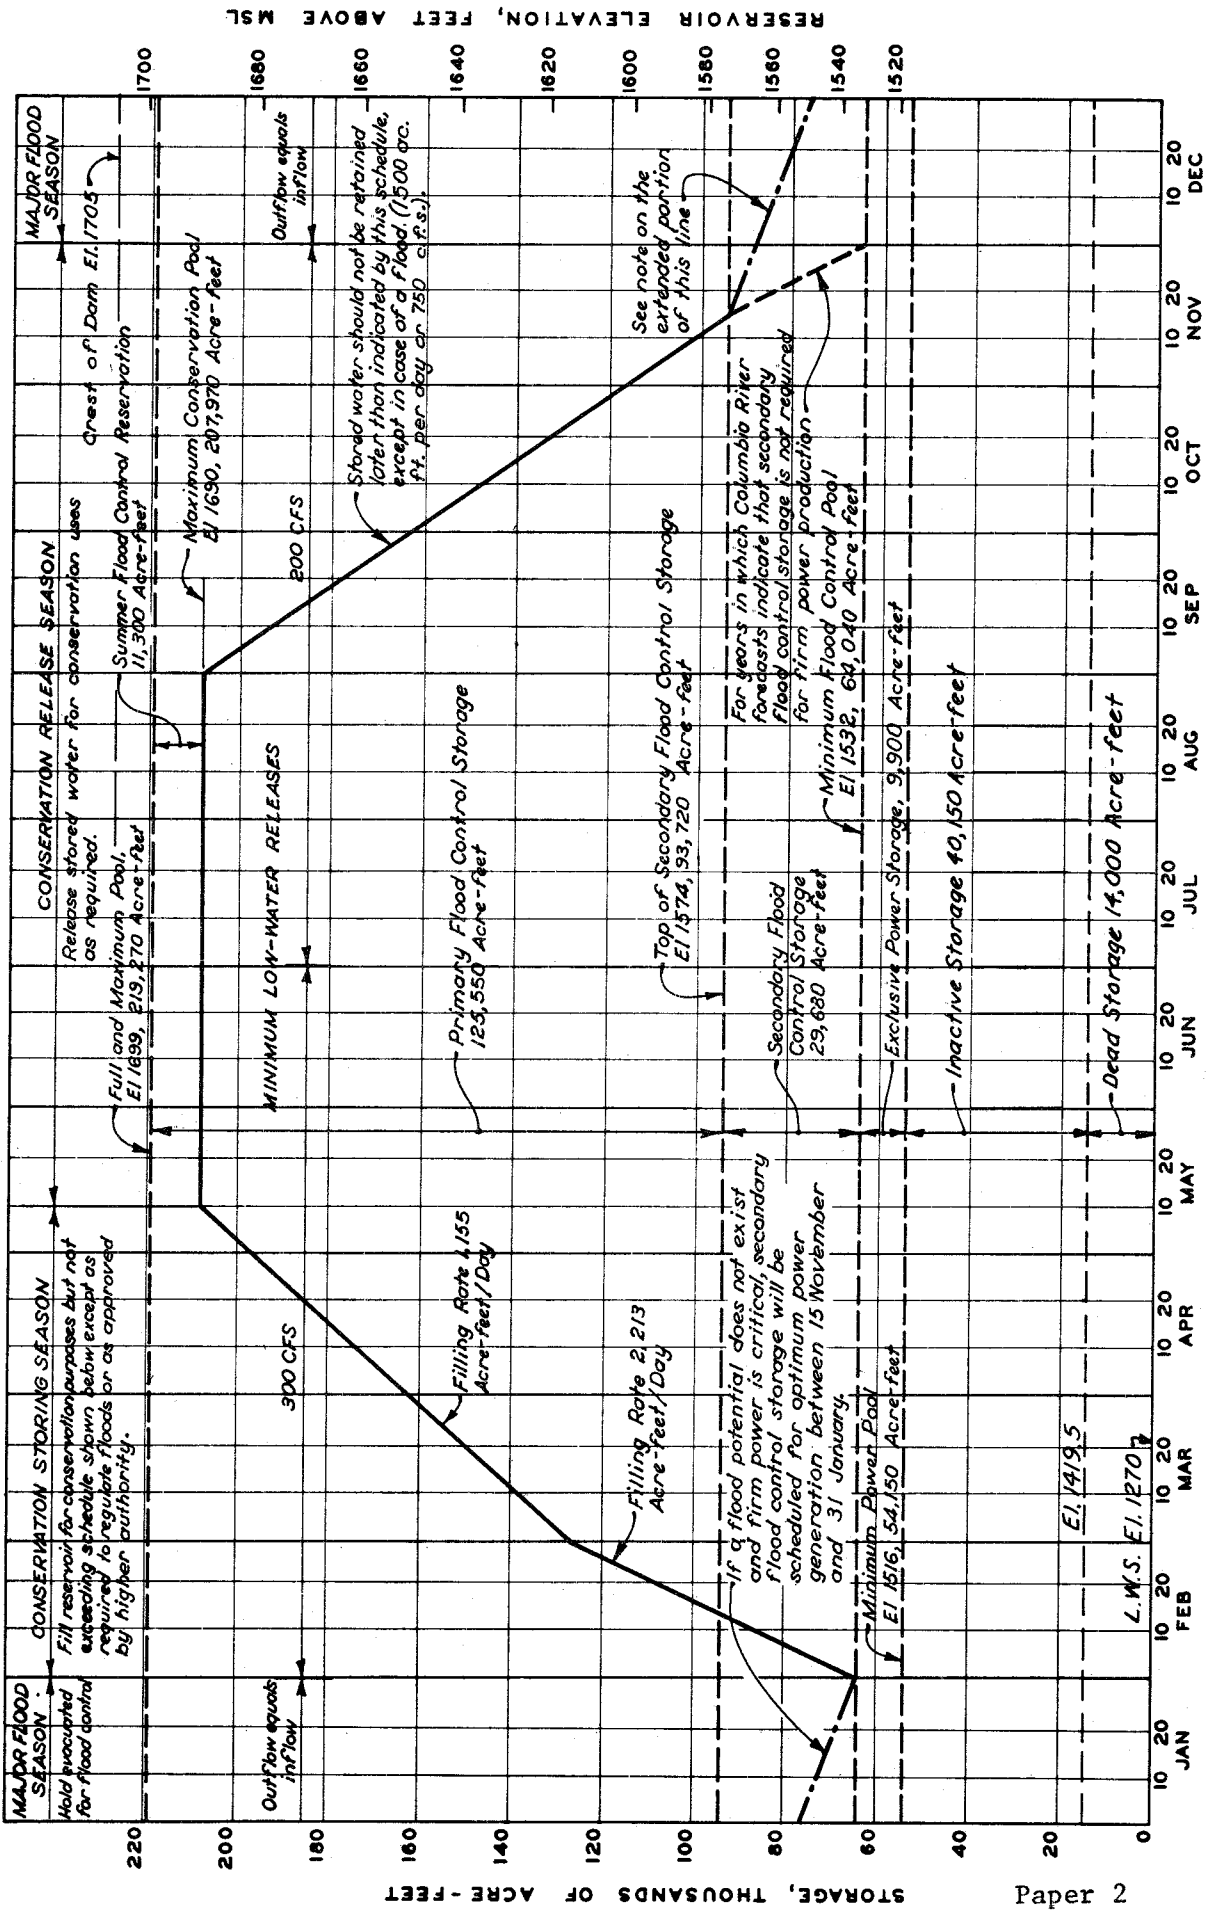 MAJOR FLOOD
SEASON
Hold evacuated
for flood control
CONSERVATION STORING SEASON
Fill reservoir for conservation purposes but not
exceeding schedule shown below except as
required to regulate floods or as approved
by higher authority.
CONSERVATION RELEASE SEASON
Release stored water for conservation uses
as required.
MAJOR FLOOD
SEASON
Crest of Dam El. 1705
Full and Maximum Pool,
El 1699, 219,270 Acre-feet
Summer Flood Control Reservation
11,300 Acre-feet
Maximum Conservation Pool
El 1690, 207,970 Acre-feet
Outflow equals
inflow
300 CFS
MINIMUM LOW-WATER RELEASES
200 CFS
Outflow equals
inflow
Stored water should not be retained
later than indicated by this schedule,
except in case of a flood. (1500 ac.
ft. per day or 750 c.f.s.).
Filling Rate 1,155
Acre-feet/Day
Filling Rate 2,213
Acre-feet/Day
Primary Flood Control Storage
125,550 Acre-feet
Top of Secondary Flood Control Storage
El 1574, 93,720 Acre-feet
See note on the
extended portion
of this line
If a flood potential does not exist
and firm power is critical, secondary
flood control storage will be
scheduled for optimum power
generation between 15 November
and 31 January.
Secondary Flood
Control Storage
29,680 Acre-feet
For years in which Columbia River
forecasts indicate that secondary
flood control storage is not required
for firm power production
Minimum Flood Control Pool
El 1532, 64,040 Acre-feet
Minimum Power Pool
El 1516, 54,150 Acre-feet
Exclusive Power Storage, 9,900 Acre-feet
Inactive Storage 40,150 Acre-feet
El. 1419.5
Dead Storage 14,000 Acre-feet
L.W.S. El. 1270
STORAGE, THOUSANDS OF ACRE-FEET
220
200
180
160
140
120
100
80
60
40
20
0
RESERVOIR ELEVATION, FEET ABOVE MSL
1700
1680
1660
1640
1620
1600
1580
1560
1540
1520
10 20 10 20 10 20 10 20 10 20 10 20 10 20 10 20 10 20 10 20 10 20 10 20
JAN FEB MAR APR MAY JUN JUL AUG SEP OCT NOV DEC
Paper 2